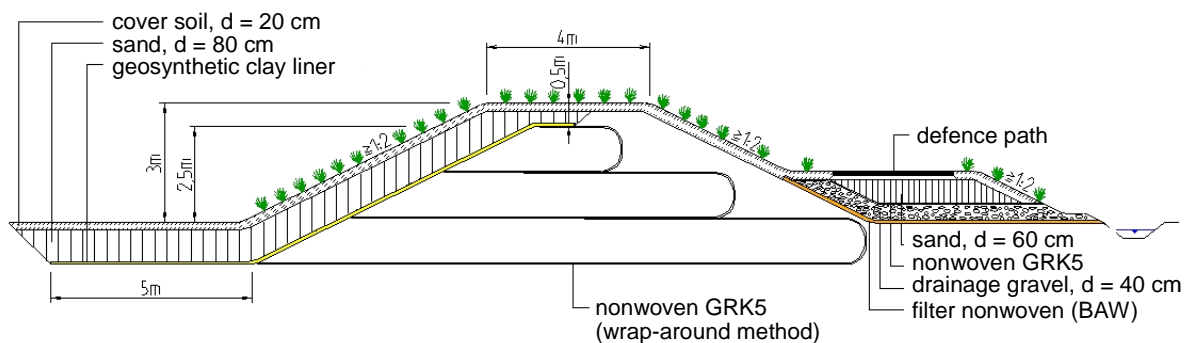 cover soil, d = 20 cm
sand, d = 80 cm
geosynthetic clay liner
4m
0,5m
3m
2,5m
≥1:2
≥1:2
defence path
≥1:2
5m
sand, d = 60 cm
nonwoven GRK5
drainage gravel, d = 40 cm
filter nonwoven (BAW)
nonwoven GRK5
(wrap-around method)